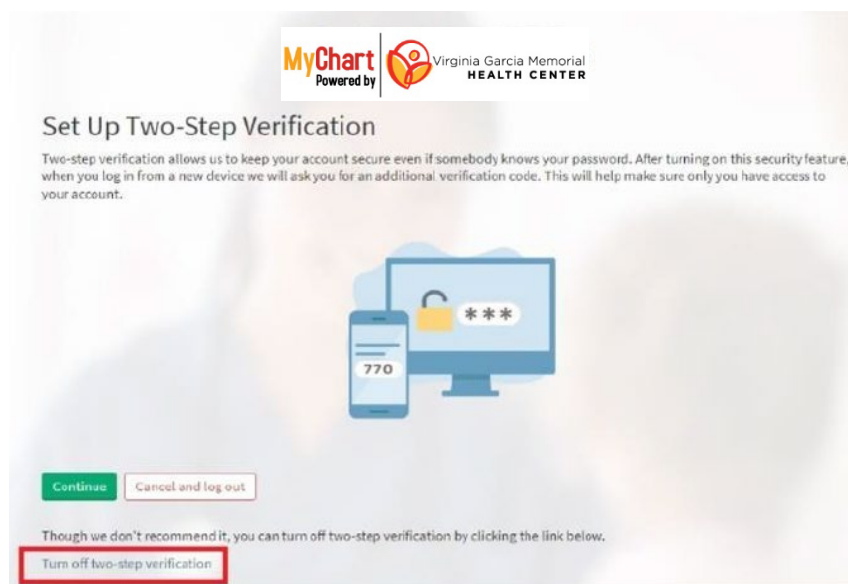 MyChart
Powered by
Virginia Garcia Memorial
HEALTH CENTER
Set Up Two-Step Verification
Two-step verification allows us to keep your account secure even if somebody knows your password. After turning on this security feature,
when you log in from a new device we will ask you for an additional verification code. This will help make sure only you have access to
your account.
***
770
Continue
Cancel and log out
Though we don't recommend it, you can turn off two-step verification by clicking the link below.
Turn off two-step verification